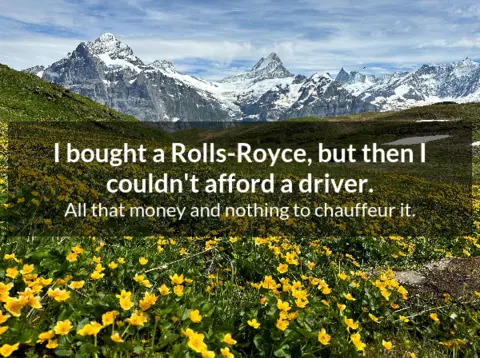 I bought a Rolls-Royce, but then I
couldn't afford a driver.
All that money and nothing to chauffeur it.